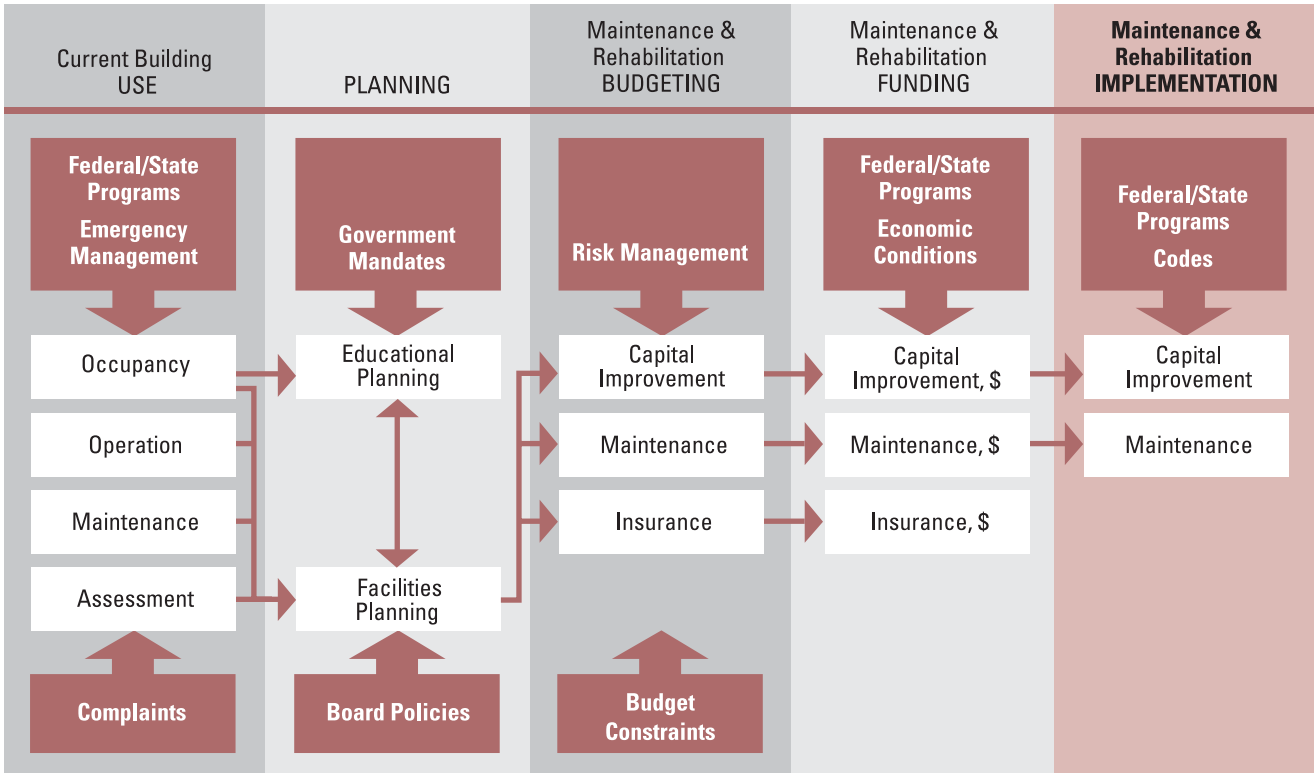 Current Building
USE
PLANNING
Maintenance &
Rehabilitation
BUDGETING
Maintenance &
Rehabilitation
FUNDING
Maintenance &
Rehabilitation
IMPLEMENTATION
Federal/State
Programs
Emergency
Management
Government
Mandates
Risk Management
Federal/State
Programs
Economic
Conditions
Federal/State
Programs
Codes
Occupancy
Educational
Planning
Capital
Improvement
Capital
Improvement, $
Capital
Improvement
Operation
Maintenance
Maintenance, $
Maintenance
Maintenance
Insurance
Insurance, $
Assessment
Facilities
Planning
Complaints
Board Policies
Budget
Constraints